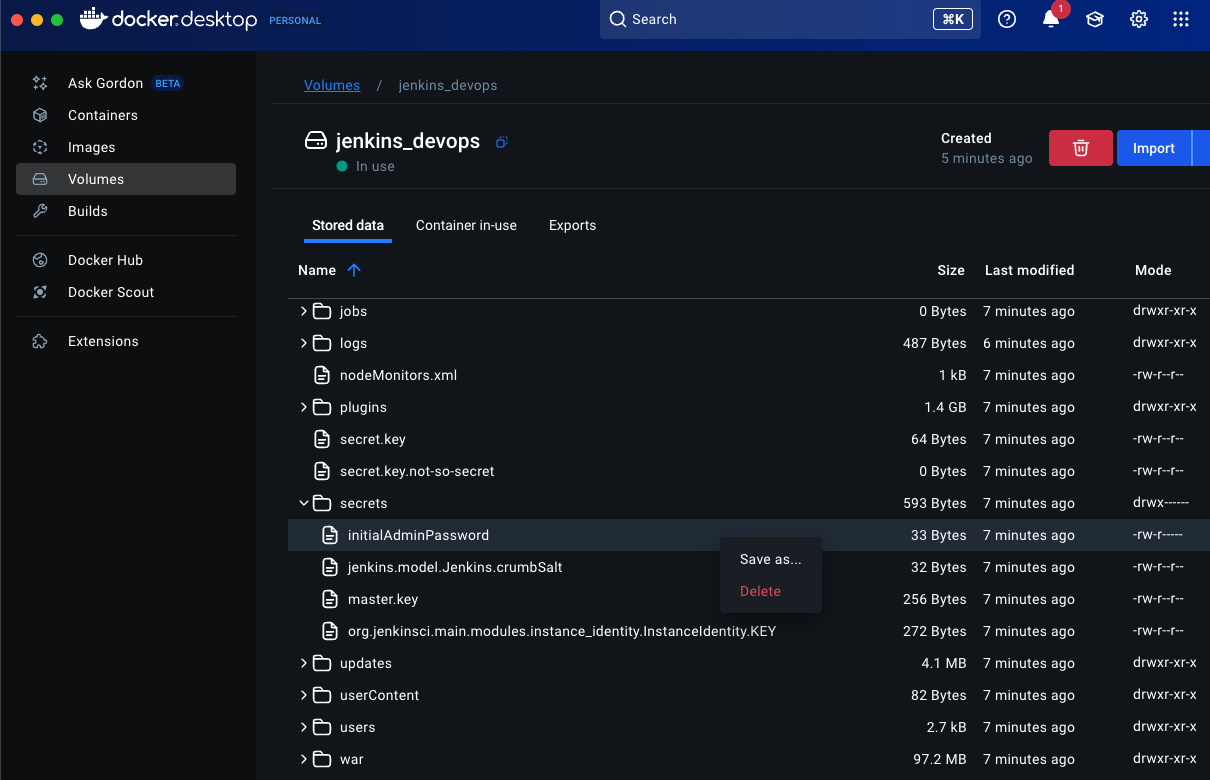 docker.desktop PERSONAL
Search
⌘K
1
Ask Gordon BETA
Containers
Images
Volumes
Builds
Docker Hub
Docker Scout
Extensions
Volumes / jenkins_devops
jenkins_devops
In use
Created
5 minutes ago
Import
Stored data Container in-use Exports
Name Size Last modified Mode
jobs 0 Bytes 7 minutes ago drwxr-xr-x
logs 487 Bytes 6 minutes ago drwxr-xr-x
nodeMonitors.xml 1 kB 7 minutes ago -rw-r--r--
plugins 1.4 GB 7 minutes ago drwxr-xr-x
secret.key 64 Bytes 7 minutes ago -rw-r--r--
secret.key.not-so-secret 0 Bytes 7 minutes ago -rw-r--r--
secrets 593 Bytes 7 minutes ago drwx------
initialAdminPassword 33 Bytes 7 minutes ago -rw-r-----
Save as...
jenkins.model.Jenkins.crumbSalt 32 Bytes 7 minutes ago -rw-r--r--
Delete
master.key 256 Bytes 7 minutes ago -rw-r--r--
org.jenkinsci.main.modules.instance_identity.InstanceIdentity.KEY 272 Bytes 7 minutes ago -rw-r--r--
updates 4.1 MB 7 minutes ago drwxr-xr-x
userContent 82 Bytes 7 minutes ago drwxr-xr-x
users 2.7 kB 7 minutes ago drwxr-xr-x
war 97.2 MB 7 minutes ago drwxr-xr-x